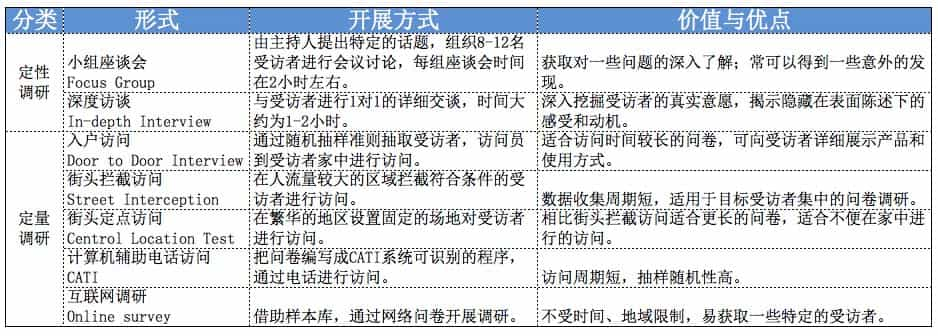 分类 形式 开展方式 价值与优点
定性
调研
小组座谈会
Focus Group
由主持人提出特定的话题，组织8-12名
受访者进行会议讨论，每组座谈会时间
在2小时左右。
获取对一些问题的深入了解；常可以得到一些意外的发
现。
深度访谈
In-depth Interview
与受访者进行1对1的详细交谈，时间大
约为1-2小时。
深入挖掘受访者的真实意愿，揭示隐藏在表面陈述下的
感受和动机。
定量
调研
入户访问
Door to Door Interview
通过随机抽样准则抽取受访者，访问员
到受访者家中进行访问。
适合访问时间较长的问卷，可向受访者详细展示产品和
使用方式。
街头拦截访问
Street Interception
在人流量较大的区域拦截符合条件的受
访者进行访问。
数据收集周期短，适用于目标受访者集中的问卷调研。
街头定点访问
Centrol Location Test
在繁华的地区设置固定的场地对受访者
进行访问。
相比街头拦截访问适合更长的问卷，适合不便在家中进
行的访问。
计算机辅助电话访问
CATI
把问卷编写成CATI系统可识别的程序，
通过电话进行访问。
访问周期短，抽样随机性高。
互联网调研
Online survey
借助样本库，通过网络问卷开展调研。
不受时间、地域限制，易获取一些特定的受访者。